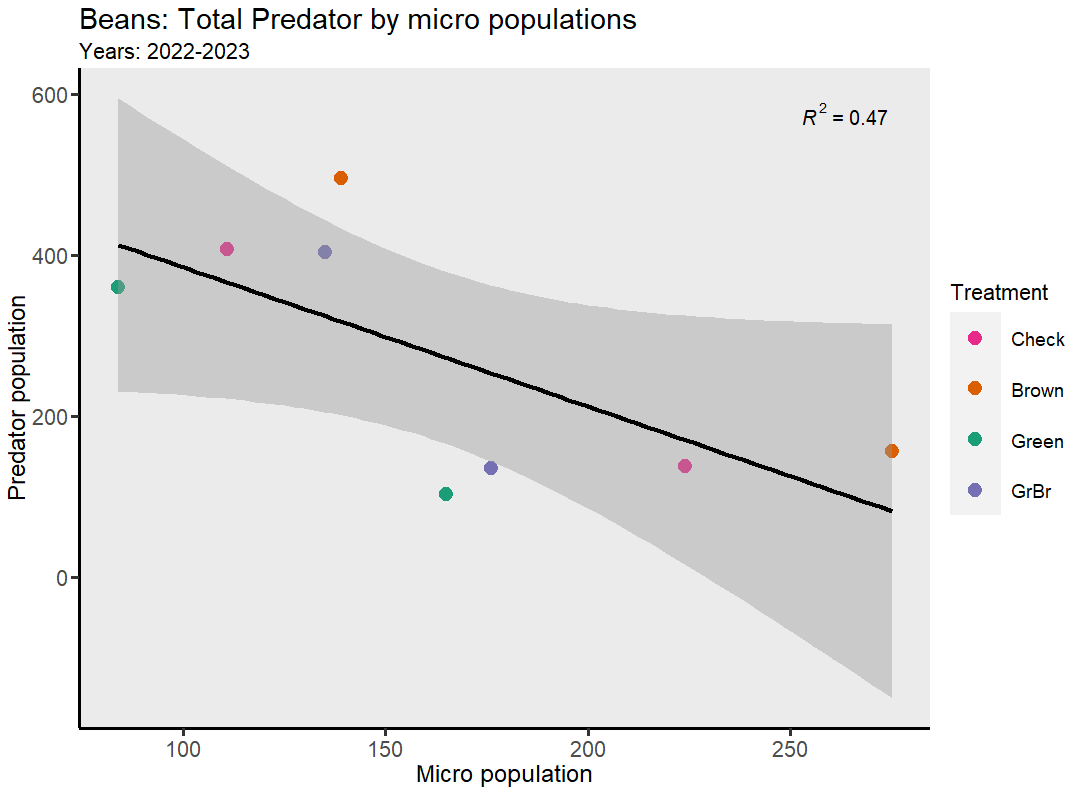 Beans: Total Predator by micro populations
Years: 2022-2023
600
400
200
0
Predator population
R² = 0.47
100 150 200 250
Micro population
Treatment
Check
Brown
Green
GrBr